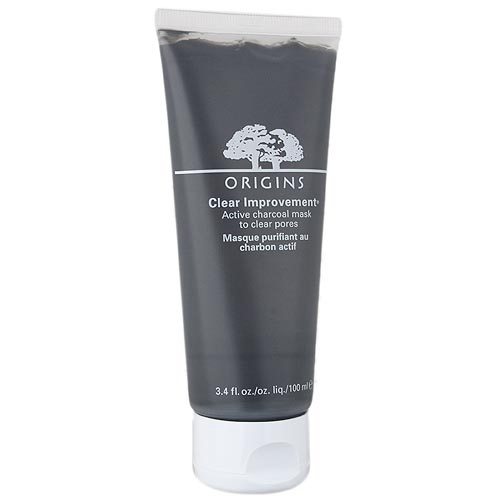 ORIGINS
Clear Improvement®
Active charcoal mask
to clear pores
Masque purifiant au
charbon actif
3.4 fl. oz./oz. liq./100 ml e